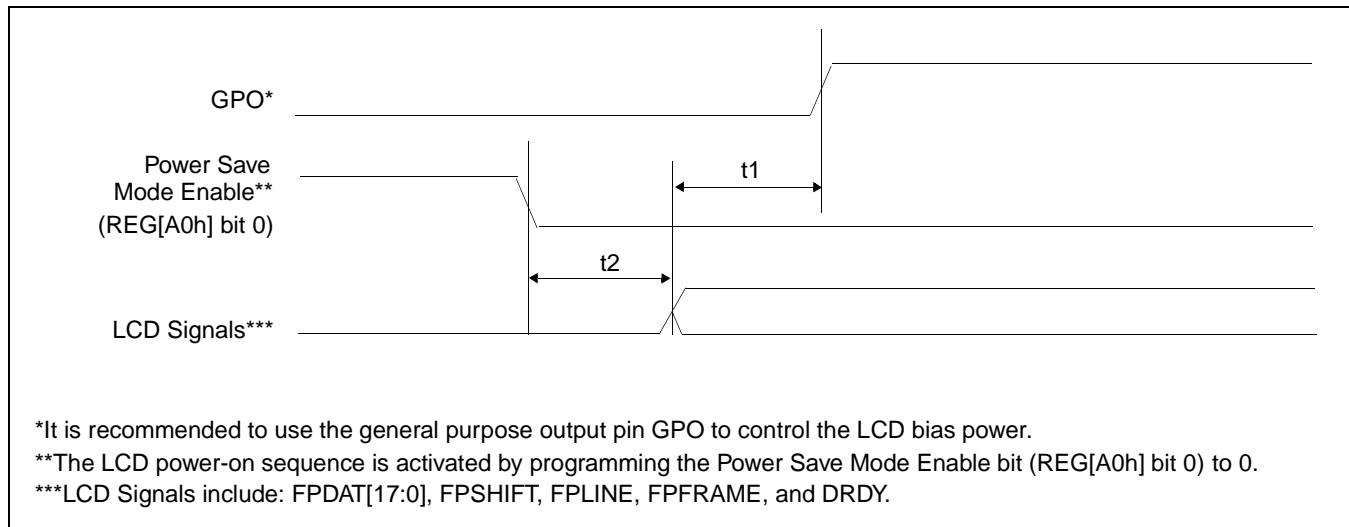 GPO*
Power Save
Mode Enable**
(REG[A0h] bit 0)
t1
t2
LCD Signals***
*It is recommended to use the general purpose output pin GPO to control the LCD bias power.
**The LCD power-on sequence is activated by programming the Power Save Mode Enable bit (REG[A0h] bit 0) to 0.
***LCD Signals include: FPDAT[17:0], FPSHIFT, FPLINE, FPFRAME, and DRDY.